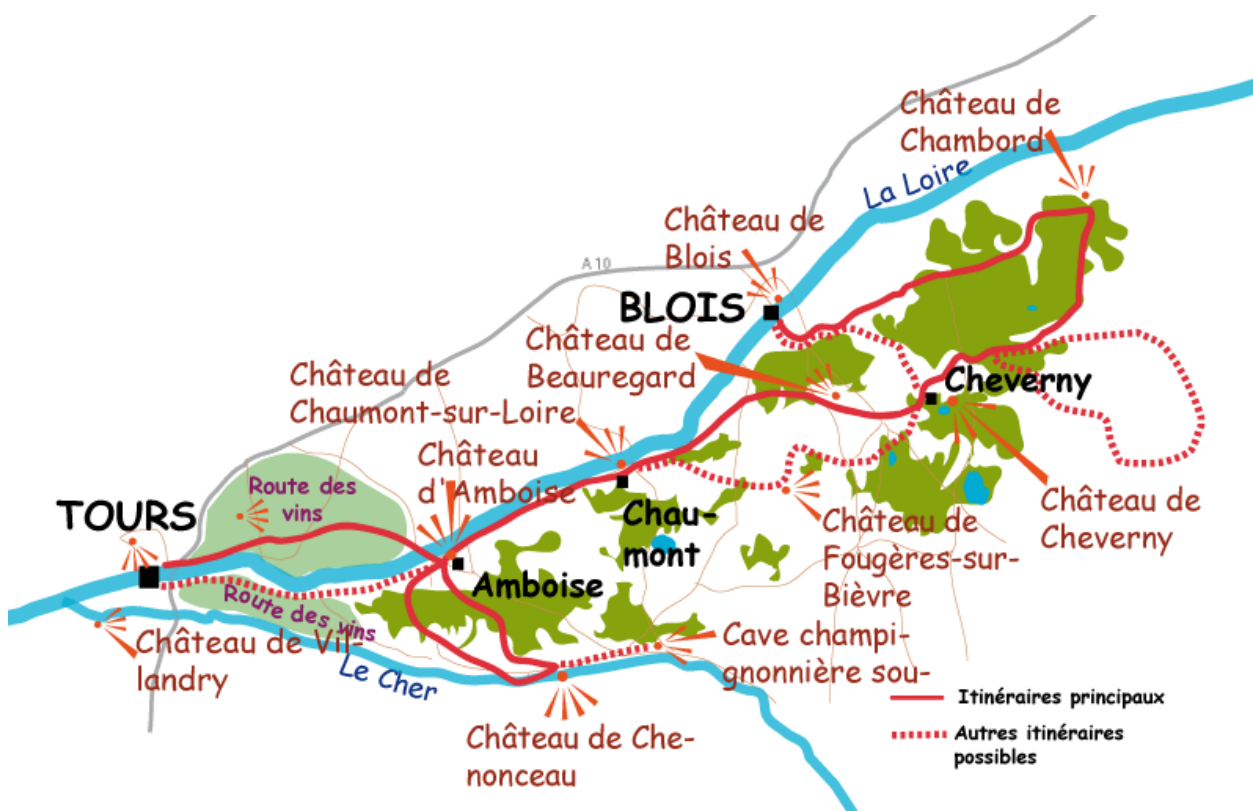 Château de
Chambord
La Loire
Château de
Blois
A 10
BLOIS
Château de
Beauregard
Cheverny
Château de
Chaumont-sur-Loire
Château
d'Amboise
Route des
vins
TOURS
Château de
Cheverny
Chau-
mont
Château de
Fougères-sur-
Bièvre
Amboise
Route des vins
Château de Vil-
landry
Le Cher
Cave champi-
gnonnière sou-
Château de Che-
nonceau
Itinéraires principaux
Autres itinéraires
possibles